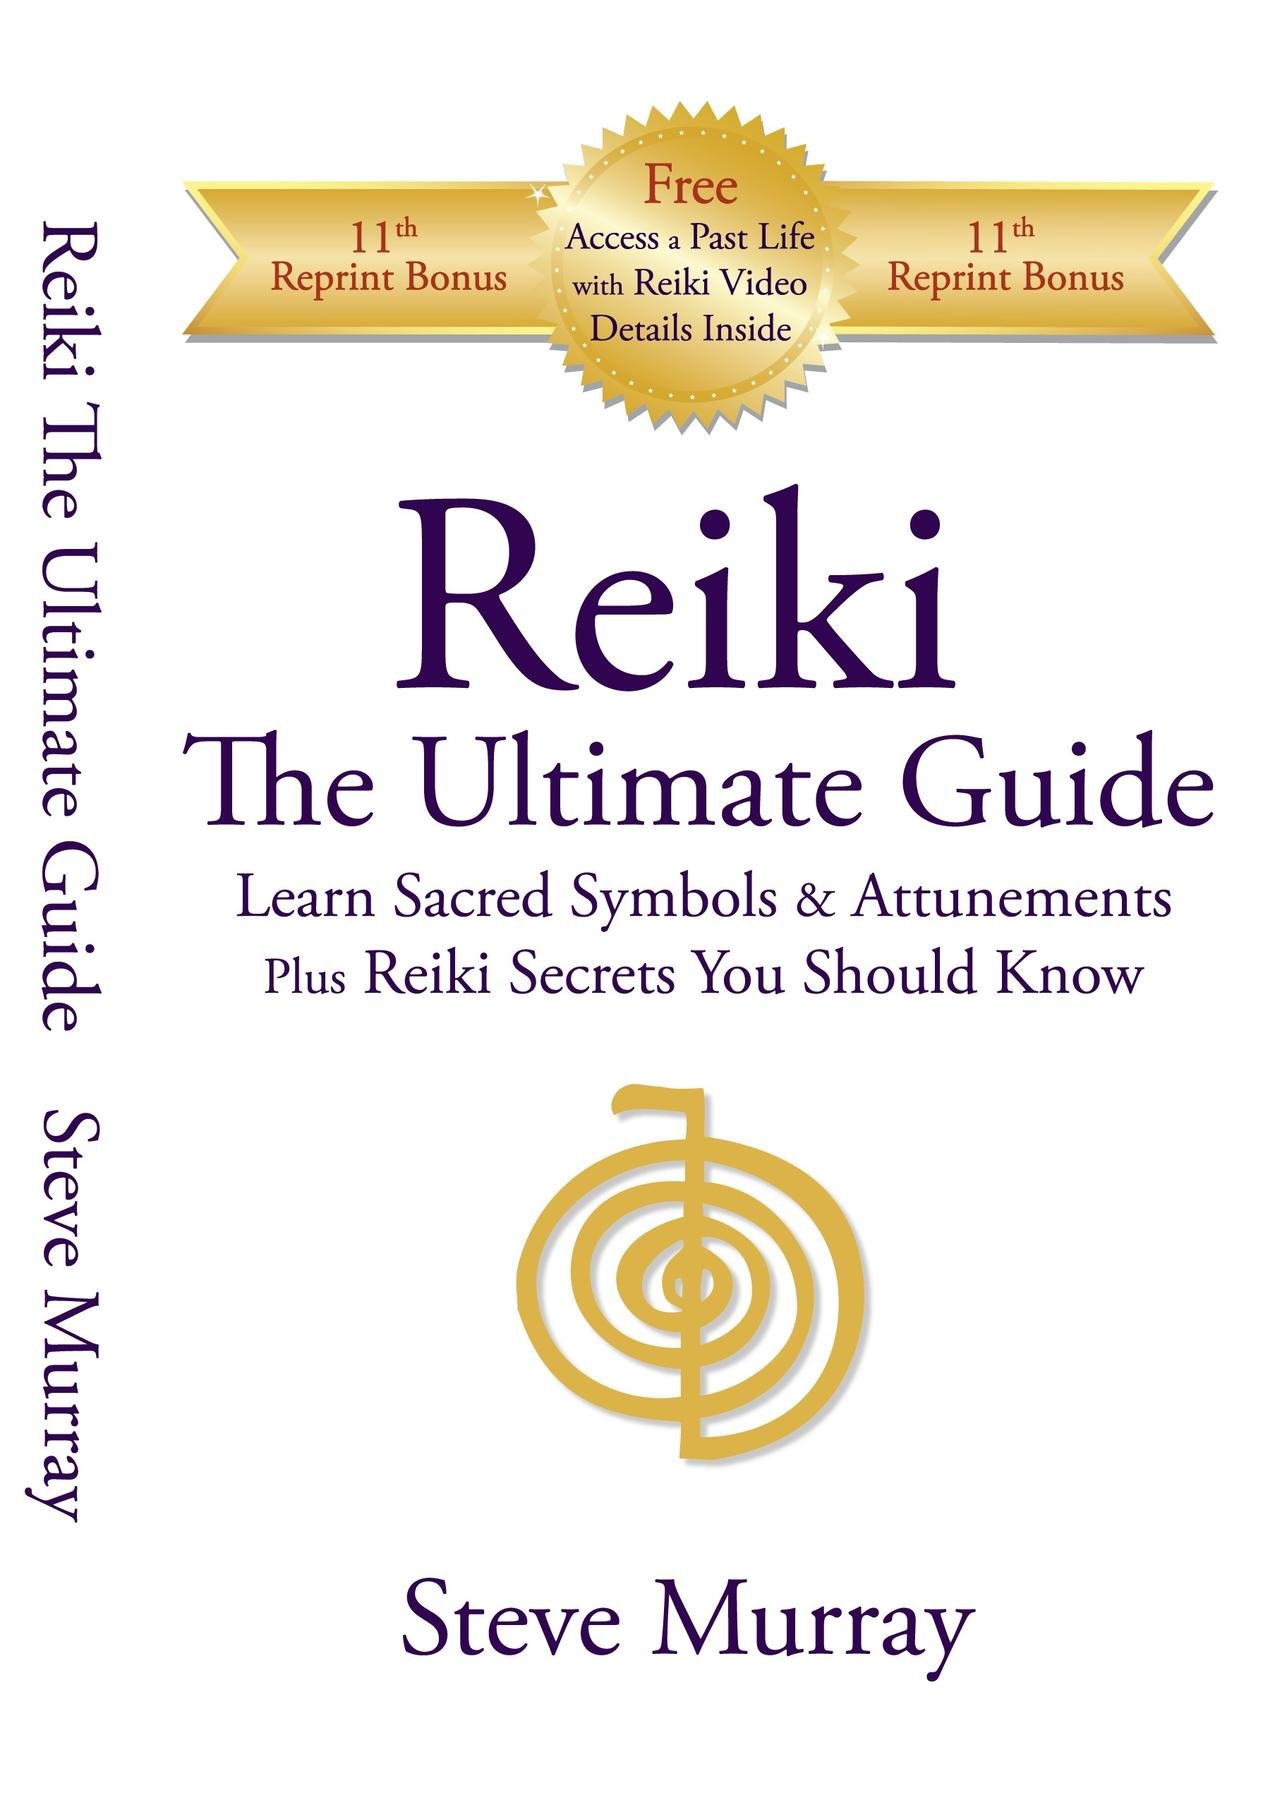 Reiki The Ultimate Guide Steve Murray
11th
Reprint Bonus
Free
Access a Past Life
with Reiki Video
Details Inside
11th
Reprint Bonus
Reiki
The Ultimate Guide
Learn Sacred Symbols & Attunements
Plus Reiki Secrets You Should Know
Steve Murray